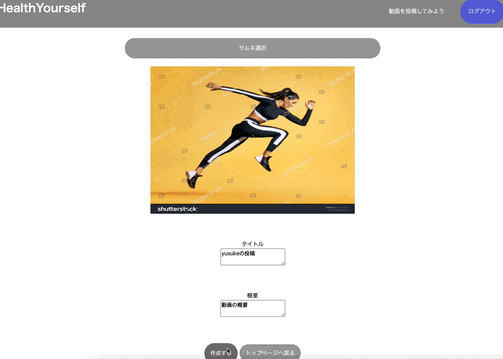 HealthYourself
動画を投稿してみよう
ログアウト
サムネ選択
shutterstock
タイトル
yusukeの投稿
概要
動画の概要
作成する
トップページへ戻る